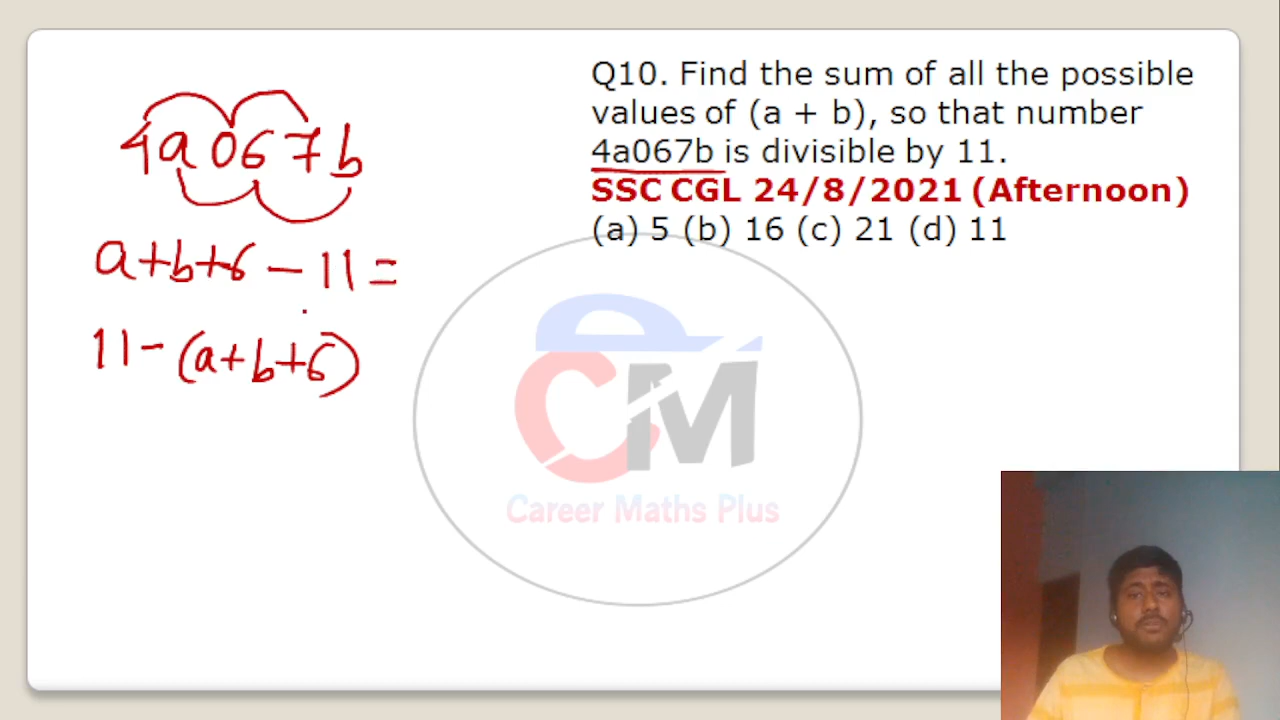 4a067b
a+b+6-11=
11-(a+b+6)
Q10. Find the sum of all the possible
values of (a + b), so that number
4a067b is divisible by 11.
SSC CGL 24/8/2021 (Afternoon)
(a) 5 (b) 16 (c) 21 (d) 11
CM
Career Maths Plus